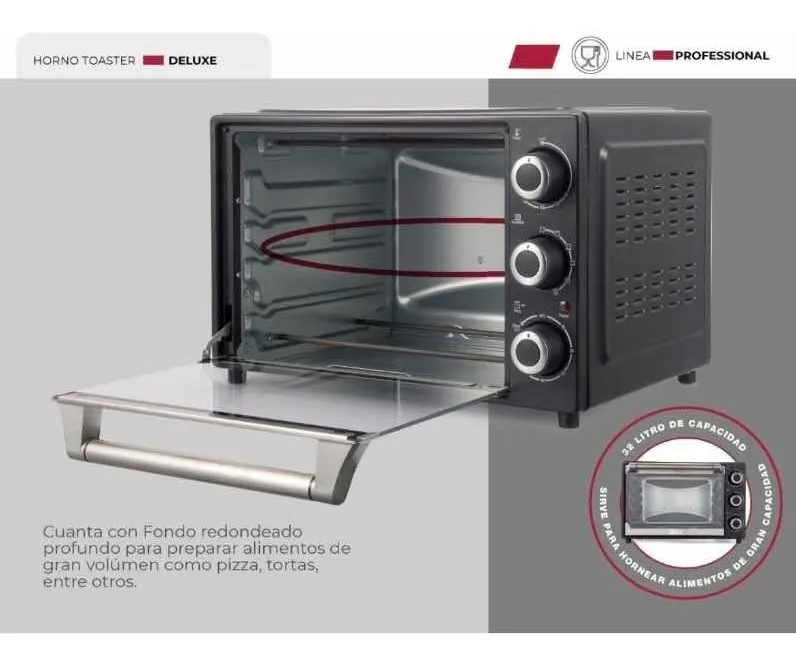 HORNO TOASTER DELUXE
LINEA PROFESSIONAL
32 LITRO DE CAPACIDAD
SIRVE PARA HORNEAR ALIMENTOS DE GRAN CAPACIDAD
Cuanta con Fondo redondeado
profundo para preparar alimentos de
gran volúmen como pizza, tortas,
entre otros.